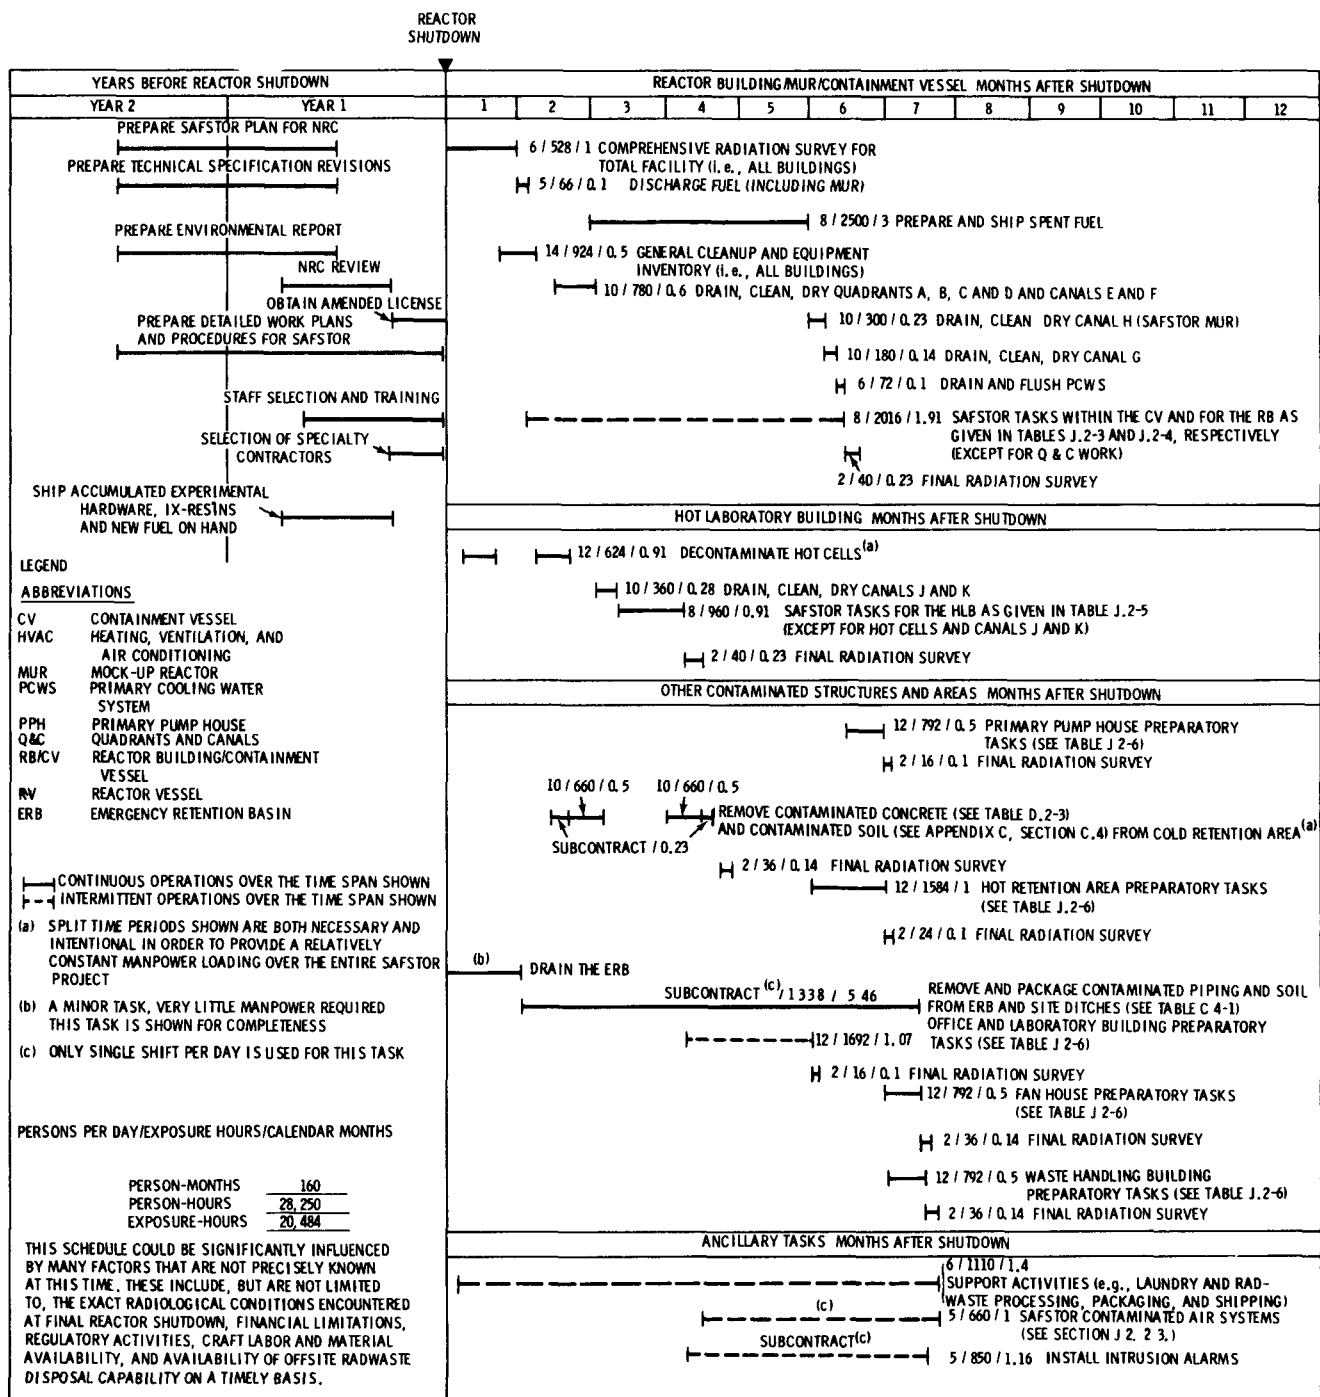 REACTOR
SHUTDOWN
YEARS BEFORE REACTOR SHUTDOWN
YEAR 2
YEAR 1
PREPARE SAFSTOR PLAN FOR NRC
PREPARE TECHNICAL SPECIFICATION REVISIONS
PREPARE ENVIRONMENTAL REPORT
NRC REVIEW
OBTAIN AMENDED LICENSE
PREPARE DETAILED WORK PLANS
AND PROCEDURES FOR SAFSTOR
STAFF SELECTION AND TRAINING
SELECTION OF SPECIALTY
CONTRACTORS
SHIP ACCUMULATED EXPERIMENTAL
HARDWARE, IX-RESINS
AND NEW FUEL ON HAND
LEGEND
ABBREVIATIONS
CV CONTAINMENT VESSEL
HVAC HEATING, VENTILATION, AND
AIR CONDITIONING
MUR MOCK-UP REACTOR
PCWS PRIMARY COOLING WATER
SYSTEM
PPH PRIMARY PUMP HOUSE
Q&C QUADRANTS AND CANALS
RB/CV REACTOR BUILDING/CONTAINMENT
VESSEL
RV REACTOR VESSEL
ERB EMERGENCY RETENTION BASIN
CONTINUOUS OPERATIONS OVER THE TIME SPAN SHOWN
INTERMITTENT OPERATIONS OVER THE TIME SPAN SHOWN
(a) SPLIT TIME PERIODS SHOWN ARE BOTH NECESSARY AND
INTENTIONAL IN ORDER TO PROVIDE A RELATIVELY
CONSTANT MANPOWER LOADING OVER THE ENTIRE SAFSTOR
PROJECT
(b) A MINOR TASK, VERY LITTLE MANPOWER REQUIRED
THIS TASK IS SHOWN FOR COMPLETENESS
(c) ONLY SINGLE SHIFT PER DAY IS USED FOR THIS TASK
PERSONS PER DAY/EXPOSURE HOURS/CALENDAR MONTHS
PERSON-MONTHS 160
PERSON-HOURS 28,250
EXPOSURE-HOURS 20,484
THIS SCHEDULE COULD BE SIGNIFICANTLY INFLUENCED
BY MANY FACTORS THAT ARE NOT PRECISELY KNOWN
AT THIS TIME. THESE INCLUDE, BUT ARE NOT LIMITED
TO, THE EXACT RADIOLOGICAL CONDITIONS ENCOUNTERED
AT FINAL REACTOR SHUTDOWN, FINANCIAL LIMITATIONS,
REGULATORY ACTIVITIES, CRAFT LABOR AND MATERIAL
AVAILABILITY, AND AVAILABILITY OF OFFSITE RADWASTE
DISPOSAL CAPABILITY ON A TIMELY BASIS.
REACTOR BUILDING/MUR/CONTAINMENT VESSEL MONTHS AFTER SHUTDOWN
1 2 3 4 5 6 7 8 9 10 11 12
6 / 528 / 1 COMPREHENSIVE RADIATION SURVEY FOR
TOTAL FACILITY (i. e., ALL BUILDINGS)
5 / 66 / 0.1 DISCHARGE FUEL (INCLUDING MUR)
8 / 2500 / 3 PREPARE AND SHIP SPENT FUEL
14 / 924 / 0.5 GENERAL CLEANUP AND EQUIPMENT
INVENTORY (i. e., ALL BUILDINGS)
10 / 780 / 0.6 DRAIN, CLEAN, DRY QUADRANTS A, B, C AND D AND CANALS E AND F
10 / 300 / 0.23 DRAIN, CLEAN DRY CANAL H (SAFSTOR MUR)
10 / 180 / 0.14 DRAIN, CLEAN, DRY CANAL G
6 / 72 / 0.1 DRAIN AND FLUSH PCWS
8 / 2016 / 1.91 SAFSTOR TASKS WITHIN THE CV AND FOR THE RB AS
GIVEN IN TABLES J.2-3 AND J.2-4, RESPECTIVELY
(EXCEPT FOR Q & C WORK)
2 / 40 / 0.23 FINAL RADIATION SURVEY
HOT LABORATORY BUILDING MONTHS AFTER SHUTDOWN
12 / 624 / 0.91 DECONTAMINATE HOT CELLS(a)
10 / 360 / 0.28 DRAIN, CLEAN, DRY CANALS J AND K
8 / 960 / 0.91 SAFSTOR TASKS FOR THE HLB AS GIVEN IN TABLE J.2-5
(EXCEPT FOR HOT CELLS AND CANALS J AND K)
2 / 40 / 0.23 FINAL RADIATION SURVEY
OTHER CONTAMINATED STRUCTURES AND AREAS MONTHS AFTER SHUTDOWN
12 / 792 / 0.5 PRIMARY PUMP HOUSE PREPARATORY
TASKS (SEE TABLE J 2-6)
2 / 16 / 0.1 FINAL RADIATION SURVEY
10 / 660 / 0.5 10 / 660 / 0.5
REMOVE CONTAMINATED CONCRETE (SEE TABLE D.2-3)
AND CONTAMINATED SOIL (SEE APPENDIX C, SECTION C.4) FROM COLD RETENTION AREA(a)
SUBCONTRACT / 0.23
2 / 36 / 0.14 FINAL RADIATION SURVEY
12 / 1584 / 1 HOT RETENTION AREA PREPARATORY TASKS
(SEE TABLE J.2-6)
2 / 24 / 0.1 FINAL RADIATION SURVEY
(b) DRAIN THE ERB
SUBCONTRACT (c) / 1338 / 5 46
REMOVE AND PACKAGE CONTAMINATED PIPING AND SOIL
FROM ERB AND SITE DITCHES (SEE TABLE C 4-1)
12 / 1692 / 1.07
OFFICE AND LABORATORY BUILDING PREPARATORY
TASKS (SEE TABLE J 2-6)
2 / 16 / 0.1 FINAL RADIATION SURVEY
12 / 792 / 0.5 FAN HOUSE PREPARATORY TASKS
(SEE TABLE J 2-6)
2 / 36 / 0.14 FINAL RADIATION SURVEY
12 / 792 / 0.5 WASTE HANDLING BUILDING
PREPARATORY TASKS (SEE TABLE J.2-6)
2 / 36 / 0.14 FINAL RADIATION SURVEY
ANCILLARY TASKS MONTHS AFTER SHUTDOWN
6 / 1110 / 1.4
SUPPORT ACTIVITIES (e.g., LAUNDRY AND RAD-
WASTE PROCESSING, PACKAGING, AND SHIPPING)
(c)
5 / 660 / 1 SAFSTOR CONTAMINATED AIR SYSTEMS
(SEE SECTION J 2. 2 3.)
SUBCONTRACT(c)
5 / 850 / 1.16 INSTALL INTRUSION ALARMS